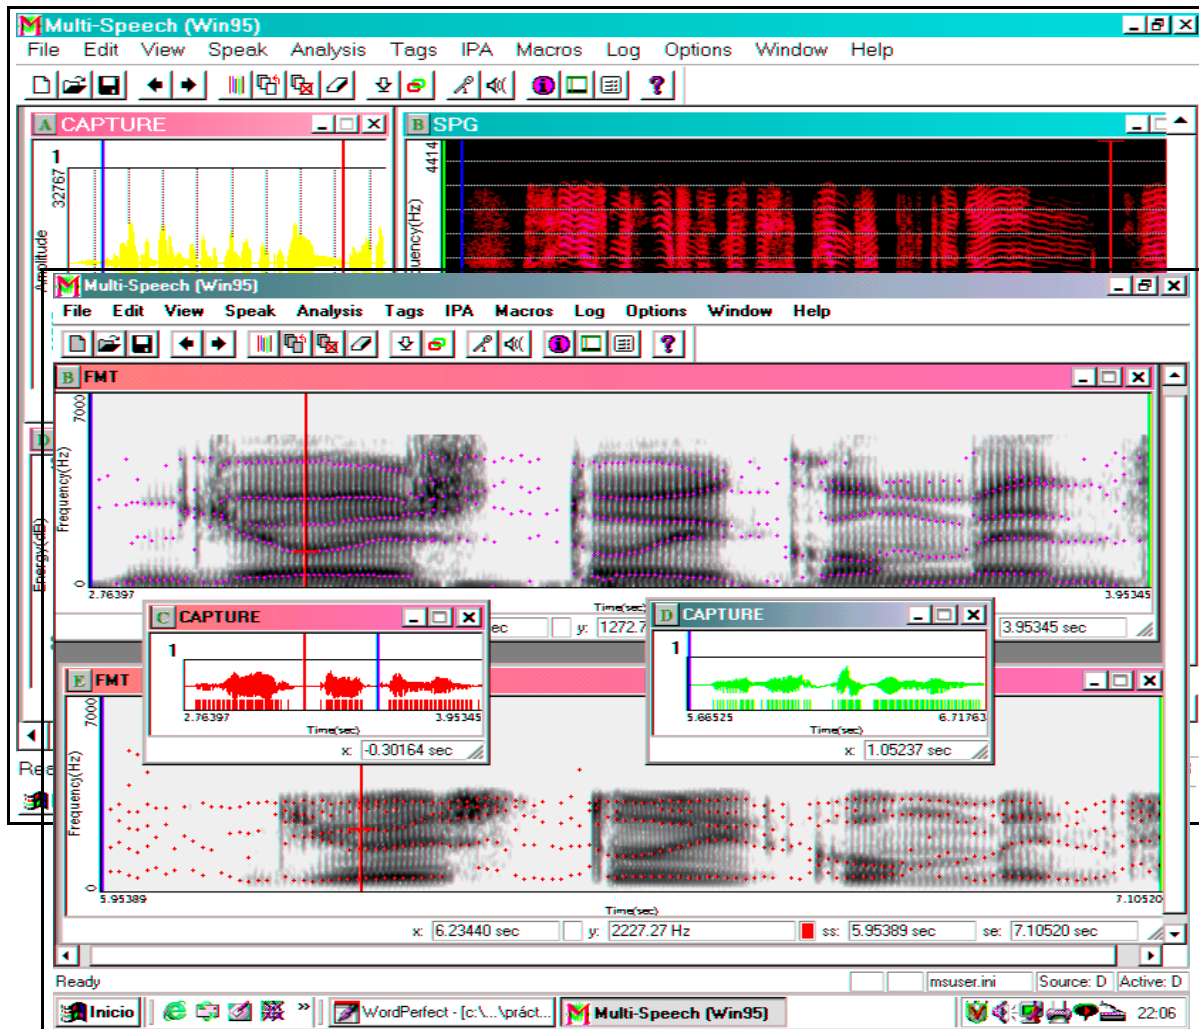 Multi-Speech (Win95)
File Edit View Speak Analysis Tags IPA Macros Log Options Window Help
A CAPTURE
B SPG
1
32767
Amplitude
4414
uency(Hz)
Multi-Speech (Win95)
File Edit View Speak Analysis Tags IPA Macros Log Options Window Help
B FMT
7000
Frequency(Hz)
0
2.76397
Time(sec)
3.95345
D
Energy(dB)
ec y: 1272.7
3.95345 sec
C CAPTURE
1
2.76397 3.95345
Time(sec)
x: -0.30164 sec
D CAPTURE
1
5.66525 6.71763
Time(sec)
x: 1.05237 sec
E FMT
7000
Frequency(Hz)
0
5.95389
Time(sec)
7.10520
x: 6.23440 sec y: 2227.27 Hz ss: 5.95389 sec se: 7.10520 sec
Rea
Ready msuser.ini Source: D Active: D
Inicio » WordPerfect - [c:\...\práct... Multi-Speech (Win95) 22:06